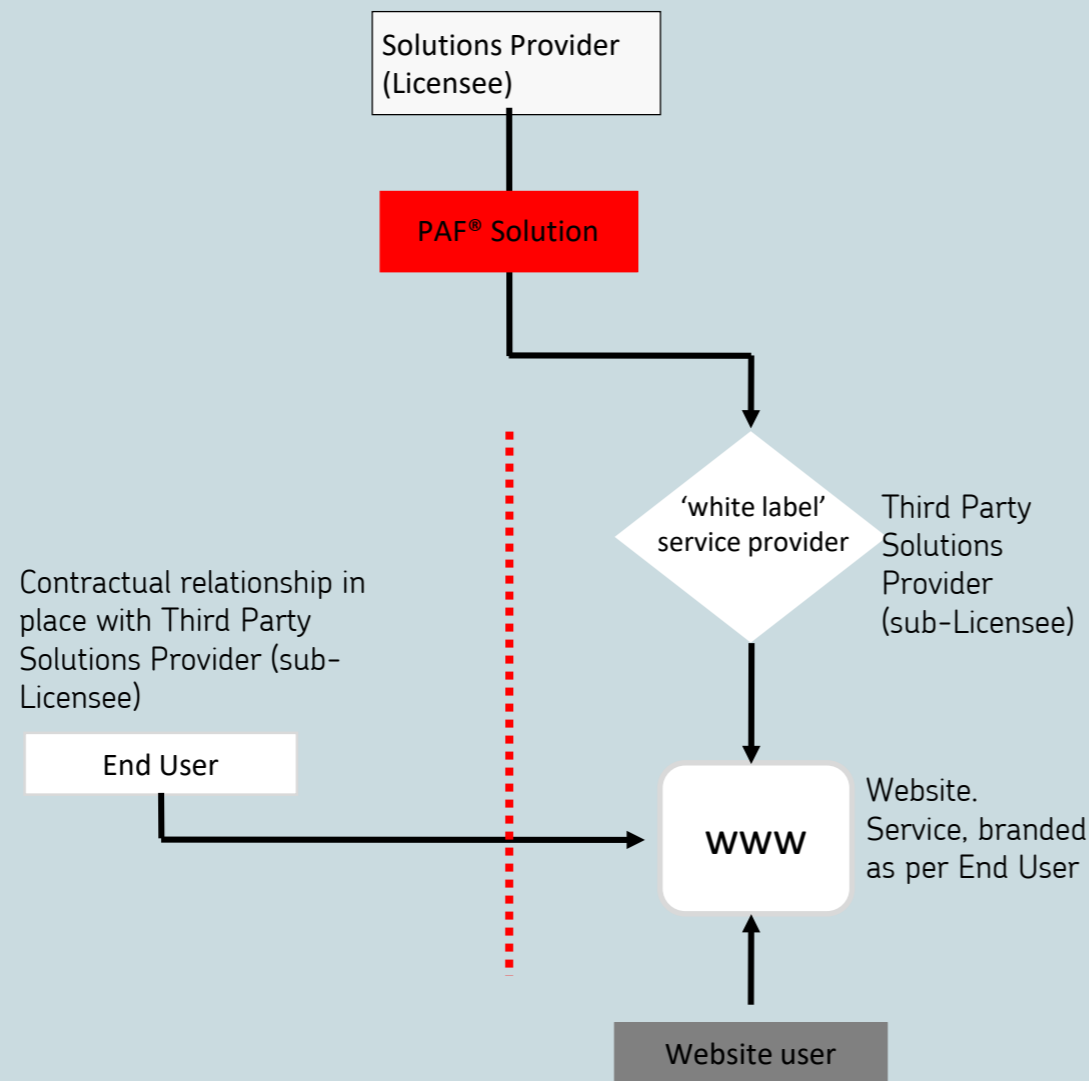 Solutions Provider
(Licensee)
PAF® Solution
‘white label’
service provider
Third Party
Solutions
Provider
(sub-Licensee)
Contractual relationship in
place with Third Party
Solutions Provider (sub-
Licensee)
End User
www
Website.
Service, branded
as per End User
Website user